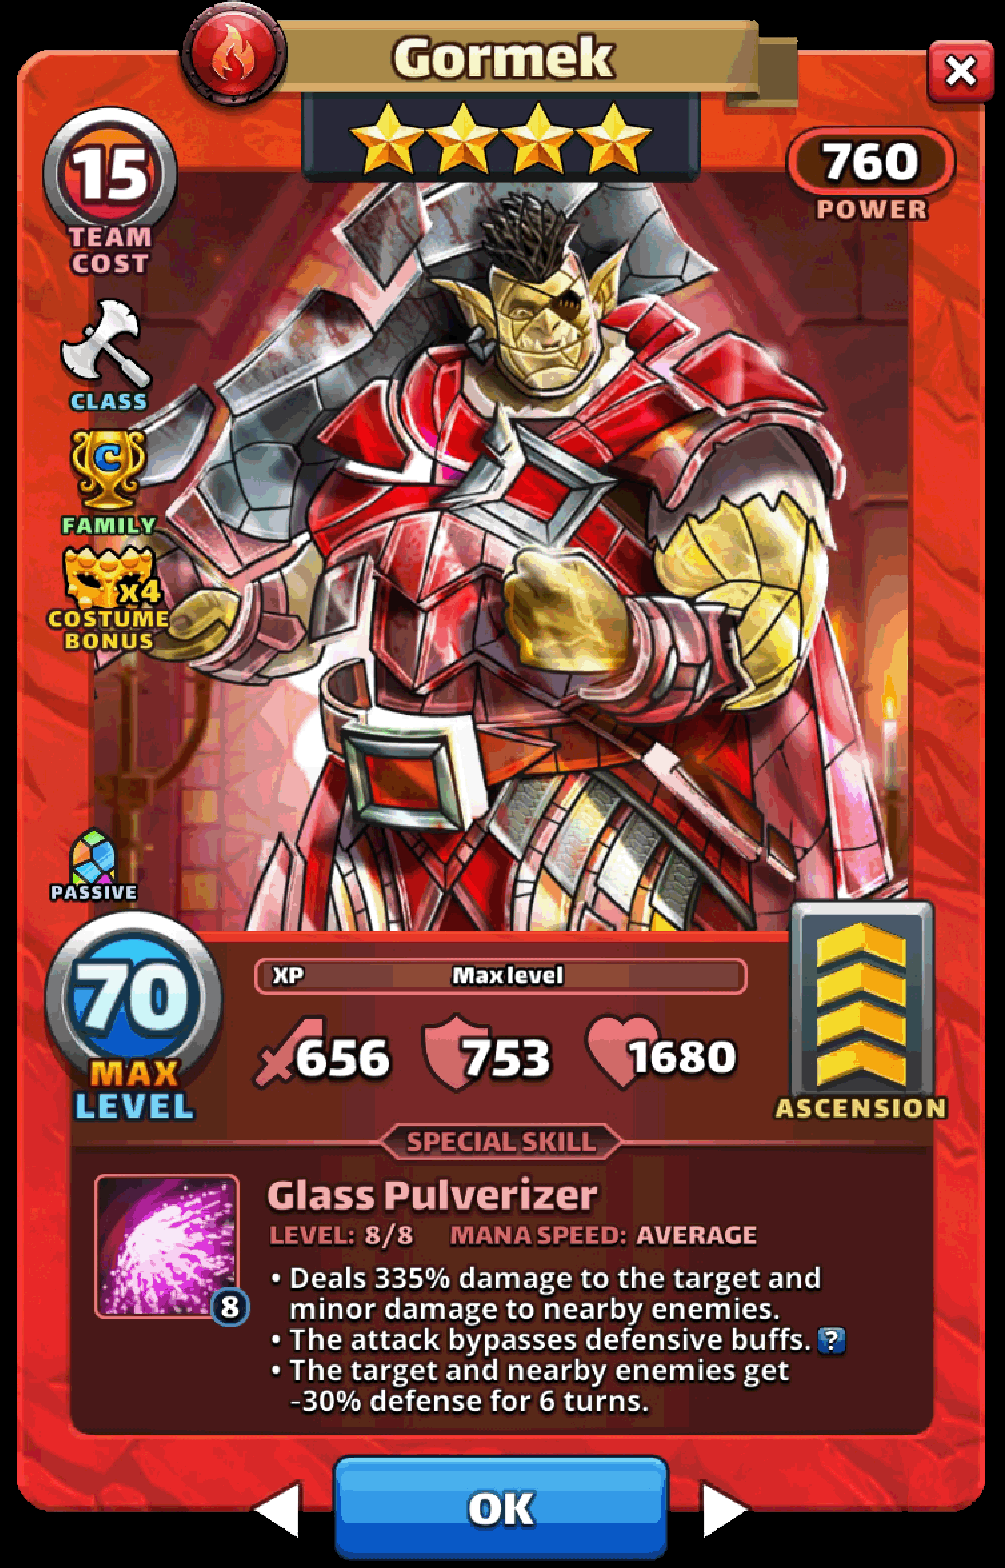 Gormek
15
TEAM
COST
760
POWER
CLASS
C
FAMILY
x4
COSTUME
BONUS
PASSIVE
70
MAX
LEVEL
XP
Max level
656
753
1680
ASCENSION
SPECIAL SKILL
Glass Pulverizer
LEVEL: 8/8 MANA SPEED: AVERAGE
8
• Deals 335% damage to the target and
minor damage to nearby enemies.
• The attack bypasses defensive buffs. ?
• The target and nearby enemies get
-30% defense for 6 turns.
OK